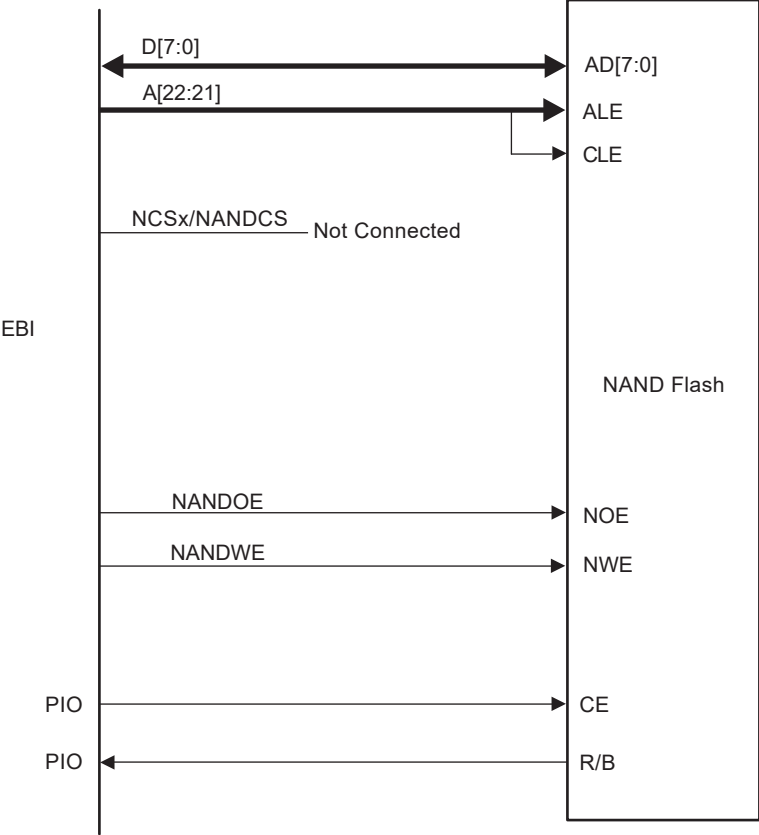 D[7:0]
AD[7:0]
A[22:21]
ALE
CLE
NCSx/NANDCS
Not Connected
EBI
NAND Flash
NANDOE
NOE
NANDWE
NWE
PIO
CE
PIO
R/B